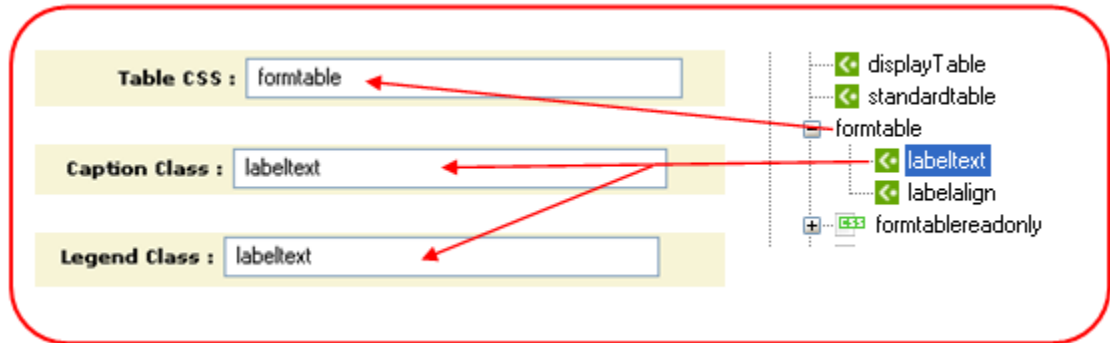 Table CSS : formtable
Caption Class : labeltext
Legend Class : labeltext
displayTable
standardtable
formtable
labeltext
labelalign
CSS formtablereadonly